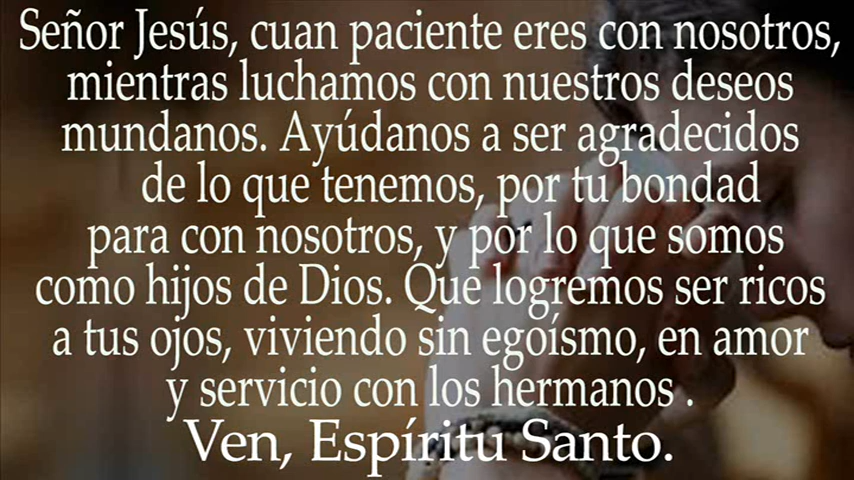 Señor Jesús, cuan paciente eres con nosotros,
mientras luchamos con nuestros deseos
mundanos. Ayúdanos a ser agradecidos
de lo que tenemos, por tu bondad
para con nosotros, y por lo que somos
como hijos de Dios. Que logremos ser ricos
a tus ojos, viviendo sin egoísmo, en amor
y servicio con los hermanos .
Ven, Espíritu Santo.